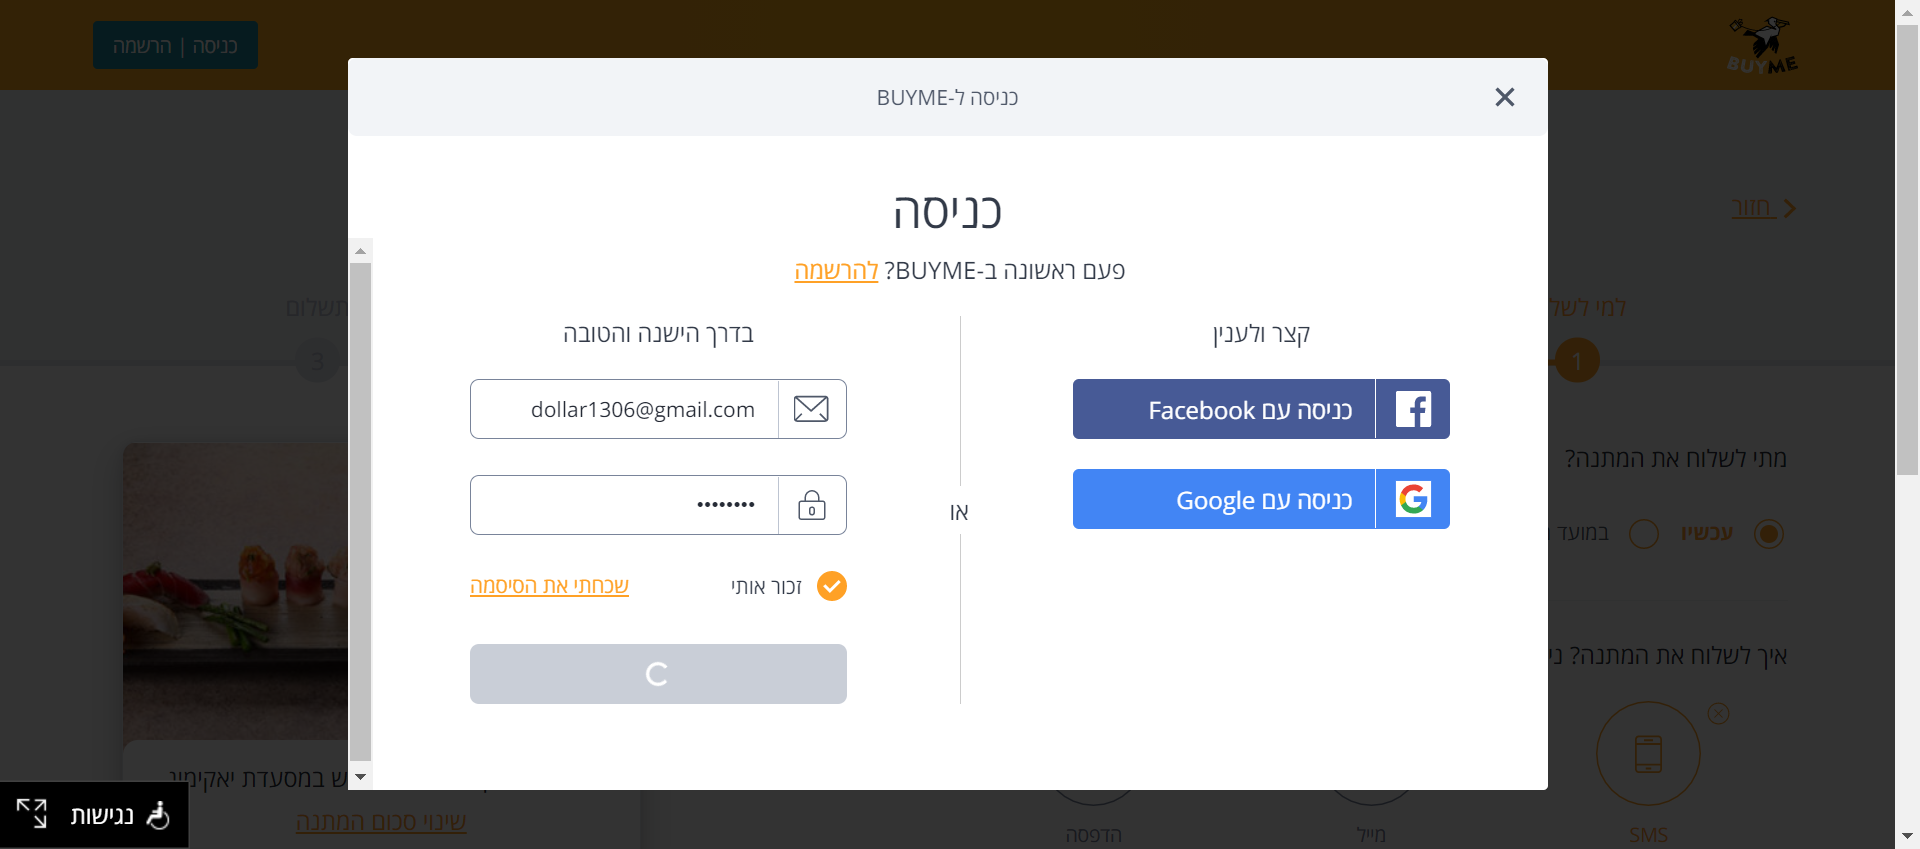 כניסה | הרשמה
BUYME
כניסה ל-BUYME
חזור
כניסה
פעם ראשונה ב-BUYME? להרשמה
למי לשל
תשלום
1
3
קצר ולענין
כניסה עם Facebook
כניסה עם Google
או
בדרך הישנה והטובה
dollar1306@gmail.com
••••••••
זכור אותי
שכחתי את הסיסמה
מתי לשלוח את המתנה?
עכשיו
במועד
איך לשלוח את המתנה?
SMS
מייל
הדפסה
במסעדת יאקימונו
שינוי סכום המתנה
נגישות